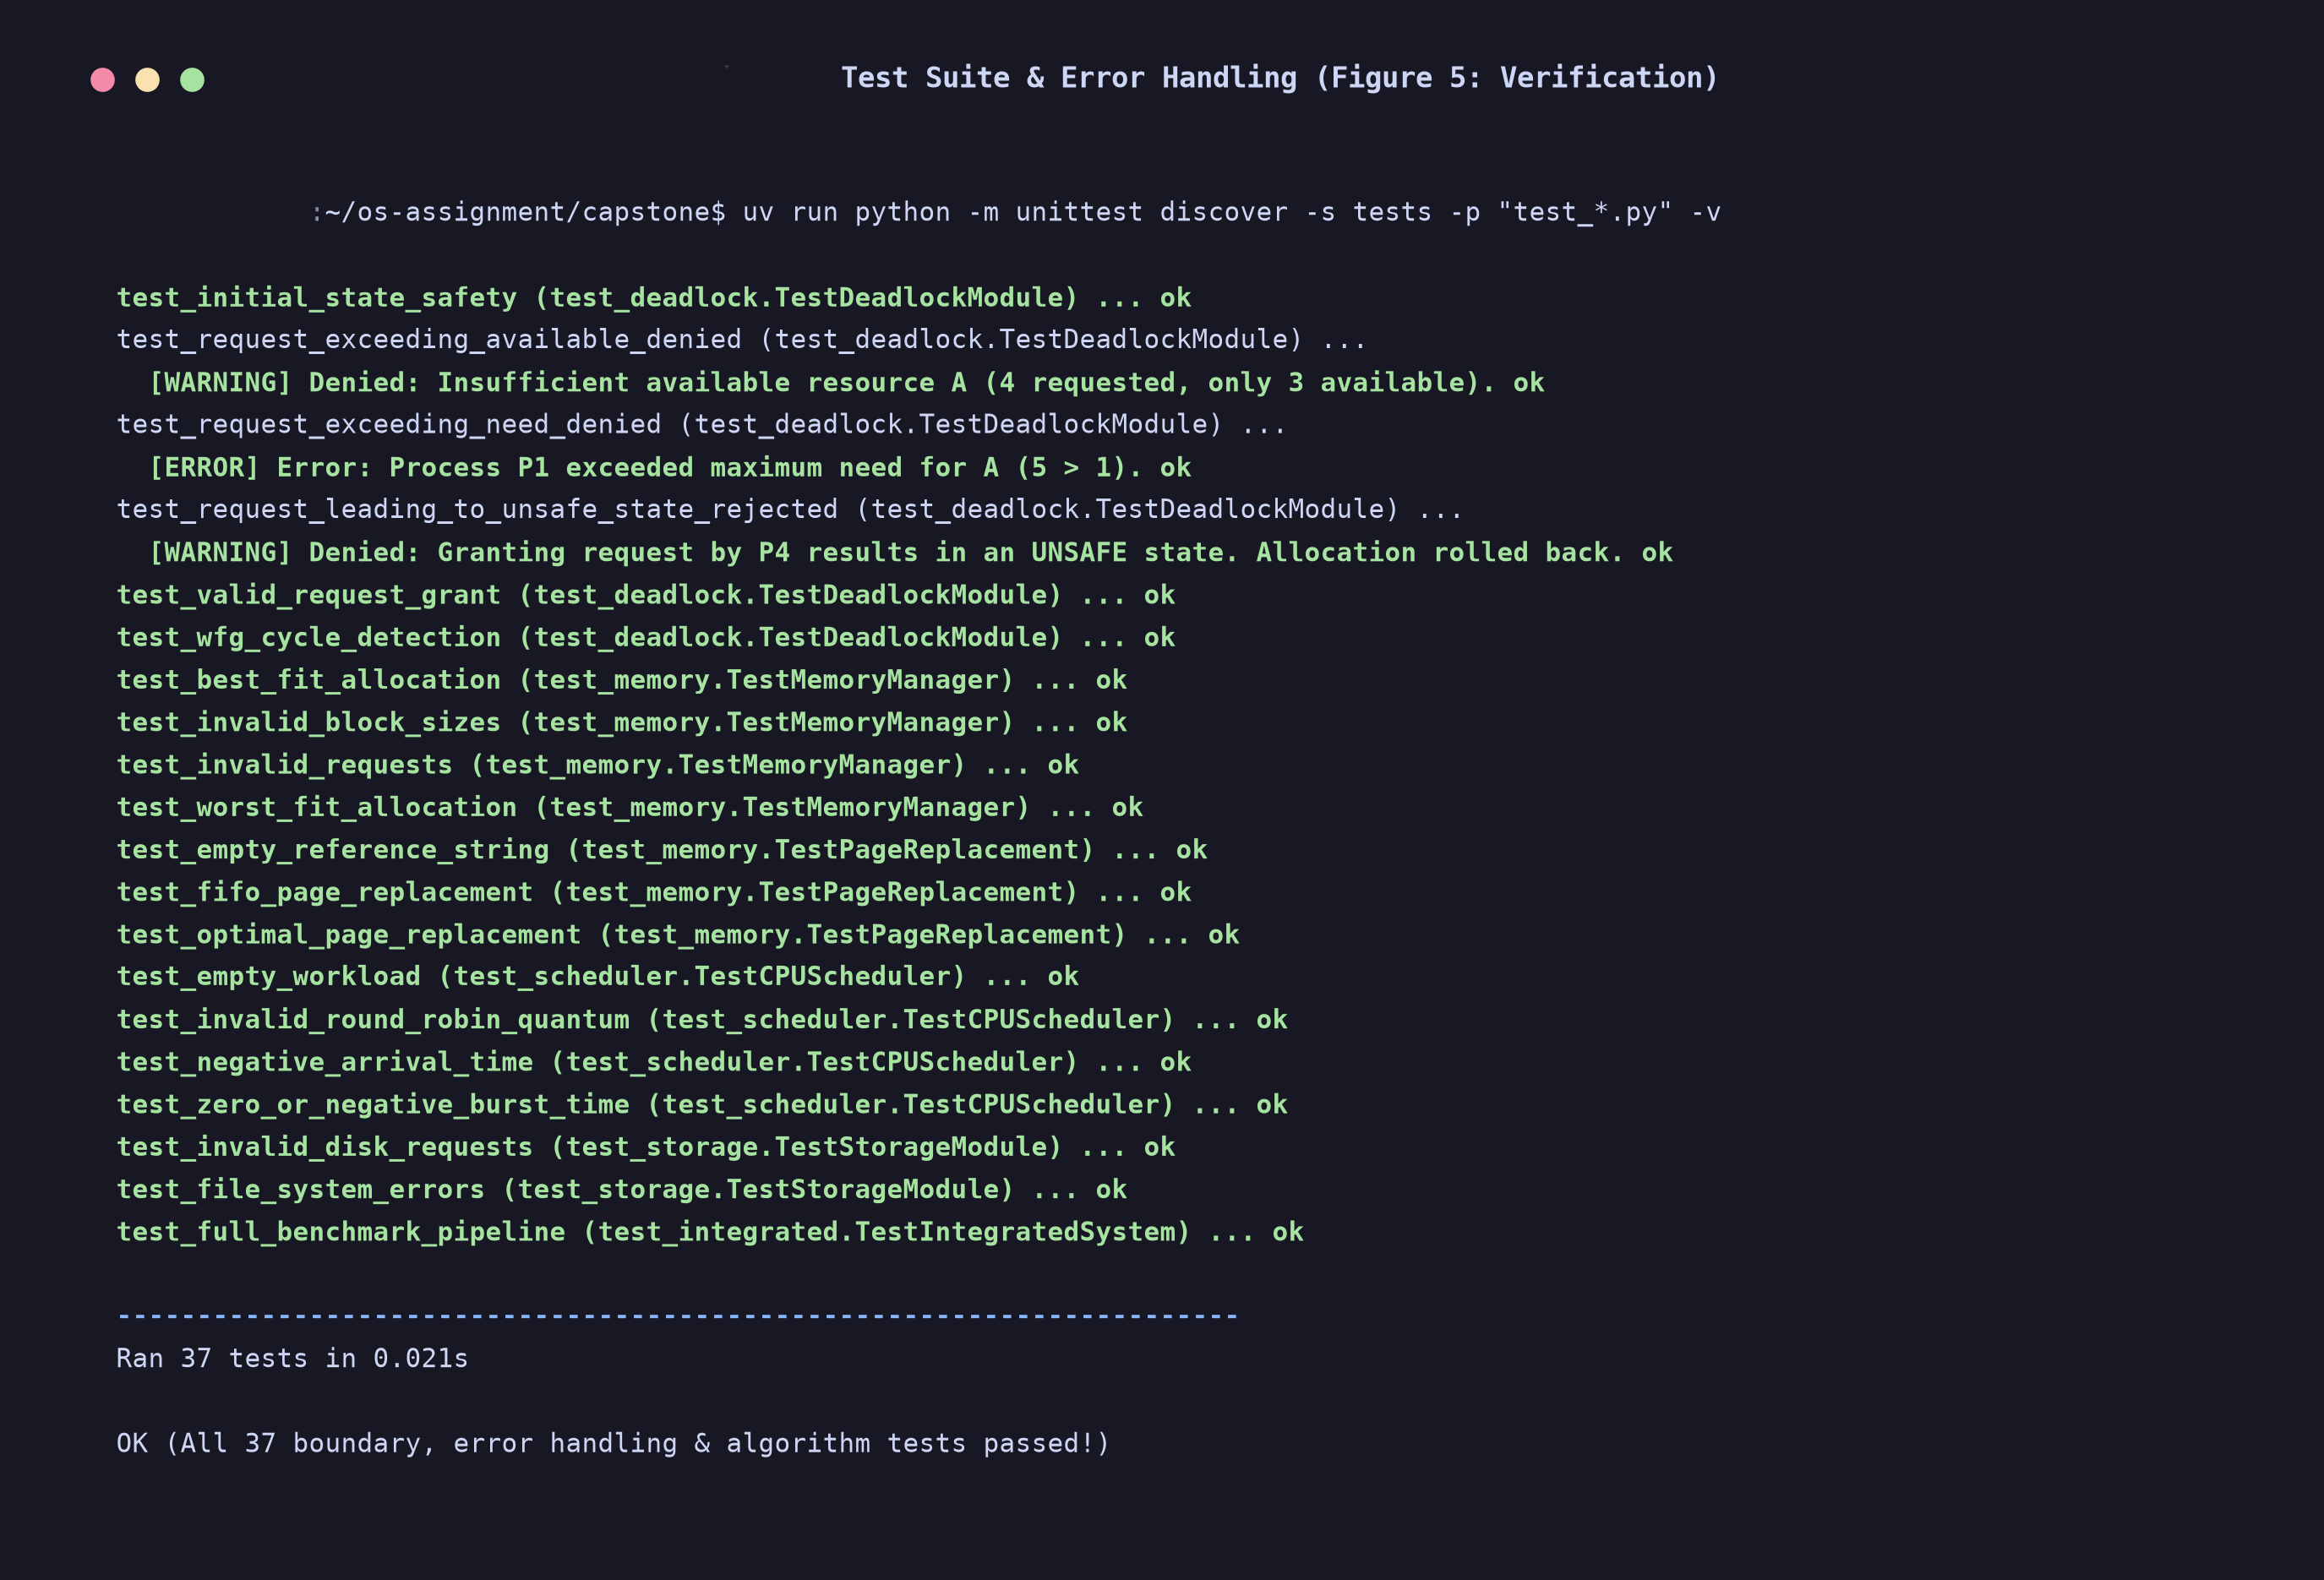 Test Suite & Error Handling (Figure 5: Verification)
:~/os-assignment/capstone$ uv run python -m unittest discover -s tests -p "test_*.py" -v
test_initial_state_safety (test_deadlock.TestDeadlockModule) ... ok
test_request_exceeding_available_denied (test_deadlock.TestDeadlockModule) ...
[WARNING] Denied: Insufficient available resource A (4 requested, only 3 available). ok
test_request_exceeding_need_denied (test_deadlock.TestDeadlockModule) ...
[ERROR] Error: Process P1 exceeded maximum need for A (5 > 1). ok
test_request_leading_to_unsafe_state_rejected (test_deadlock.TestDeadlockModule) ...
[WARNING] Denied: Granting request by P4 results in an UNSAFE state. Allocation rolled back. ok
test_valid_request_grant (test_deadlock.TestDeadlockModule) ... ok
test_wfg_cycle_detection (test_deadlock.TestDeadlockModule) ... ok
test_best_fit_allocation (test_memory.TestMemoryManager) ... ok
test_invalid_block_sizes (test_memory.TestMemoryManager) ... ok
test_invalid_requests (test_memory.TestMemoryManager) ... ok
test_worst_fit_allocation (test_memory.TestMemoryManager) ... ok
test_empty_reference_string (test_memory.TestPageReplacement) ... ok
test_fifo_page_replacement (test_memory.TestPageReplacement) ... ok
test_optimal_page_replacement (test_memory.TestPageReplacement) ... ok
test_empty_workload (test_scheduler.TestCPUScheduler) ... ok
test_invalid_round_robin_quantum (test_scheduler.TestCPUScheduler) ... ok
test_negative_arrival_time (test_scheduler.TestCPUScheduler) ... ok
test_zero_or_negative_burst_time (test_scheduler.TestCPUScheduler) ... ok
test_invalid_disk_requests (test_storage.TestStorageModule) ... ok
test_file_system_errors (test_storage.TestStorageModule) ... ok
test_full_benchmark_pipeline (test_integrated.TestIntegratedSystem) ... ok
----------------------------------------------------------------------
Ran 37 tests in 0.021s
OK (All 37 boundary, error handling & algorithm tests passed!)